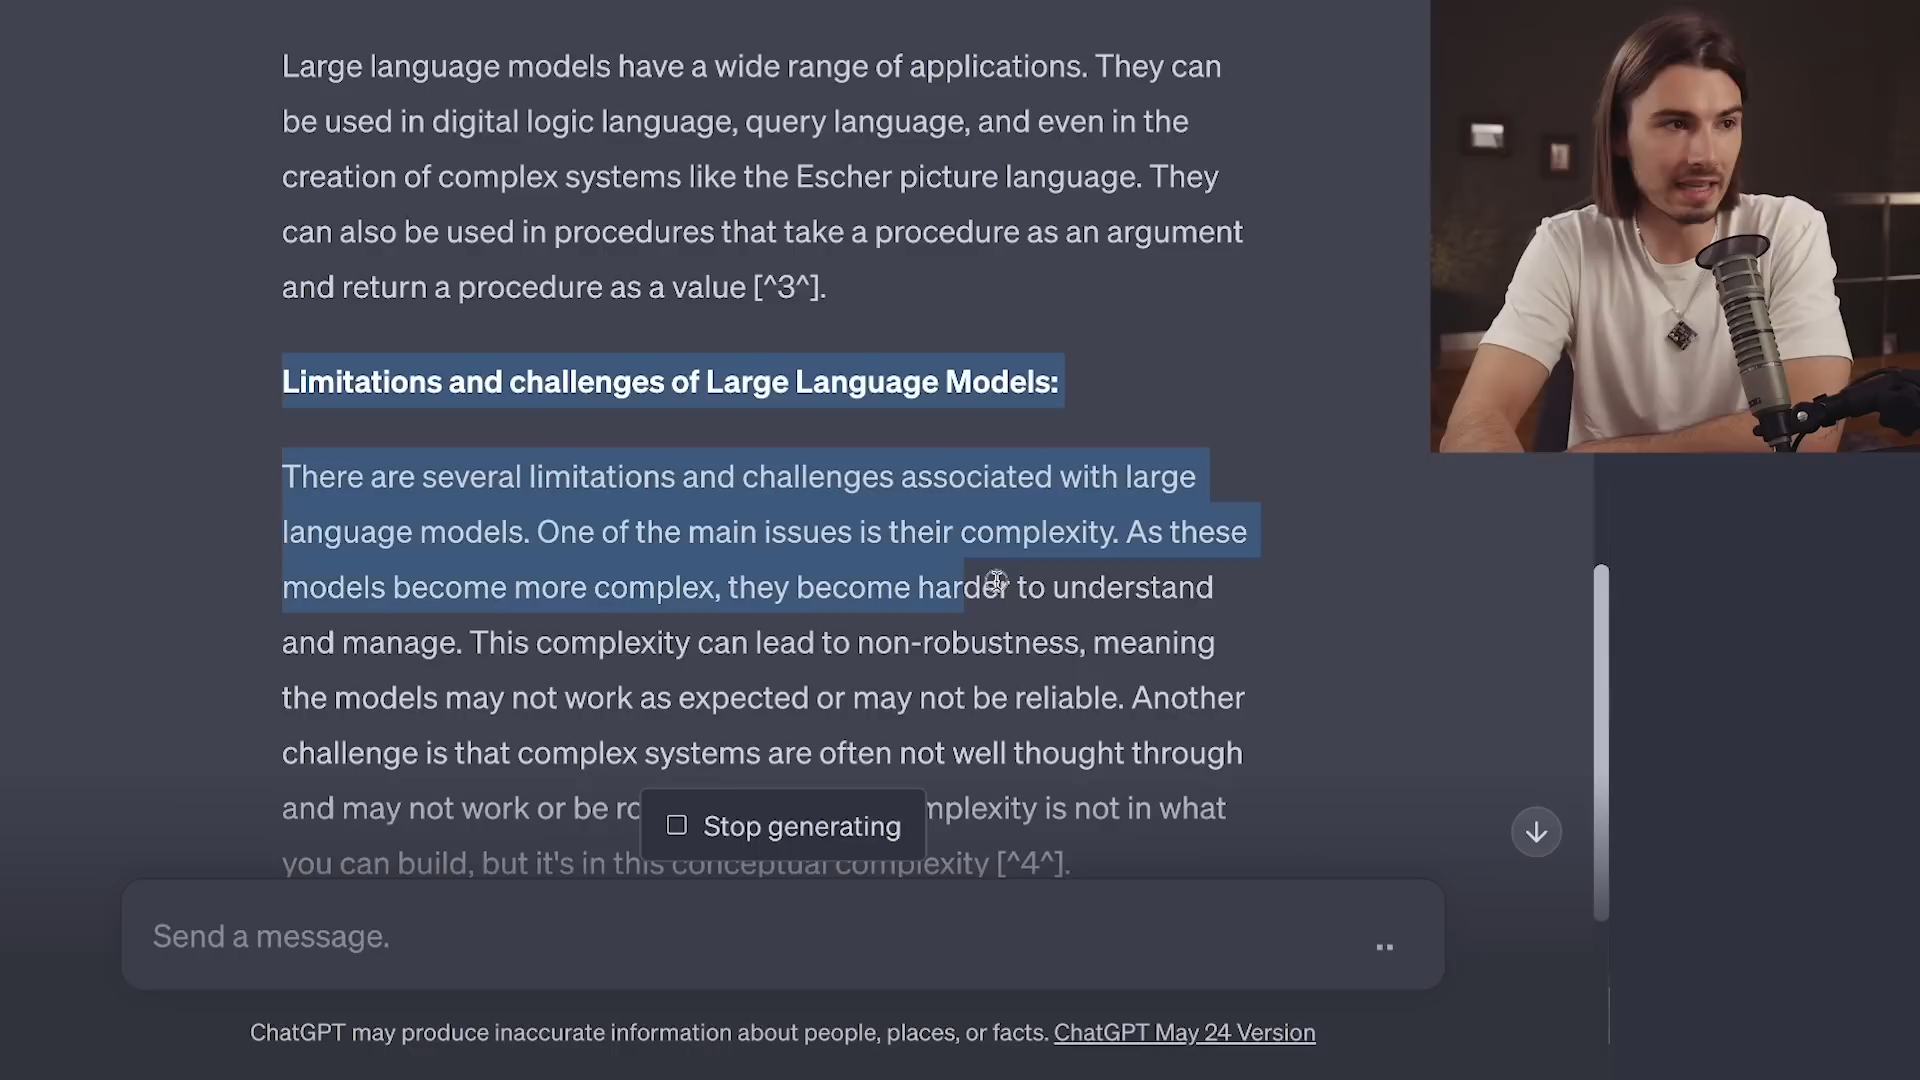 Large language models have a wide range of applications. They can
be used in digital logic language, query language, and even in the
creation of complex systems like the Escher picture language. They
can also be used in procedures that take a procedure as an argument
and return a procedure as a value [^3^].
Limitations and challenges of Large Language Models:
There are several limitations and challenges associated with large
language models. One of the main issues is their complexity. As these
models become more complex, they become harder to understand
and manage. This complexity can lead to non-robustness, meaning
the models may not work as expected or may not be reliable. Another
challenge is that complex systems are often not well thought through
and may not work or be mplexity is not in what
Stop generating
you can build, but it's in this conceptual complexity [^4^].
Send a message.
ChatGPT may produce inaccurate information about people, places, or facts. ChatGPT May 24 Version